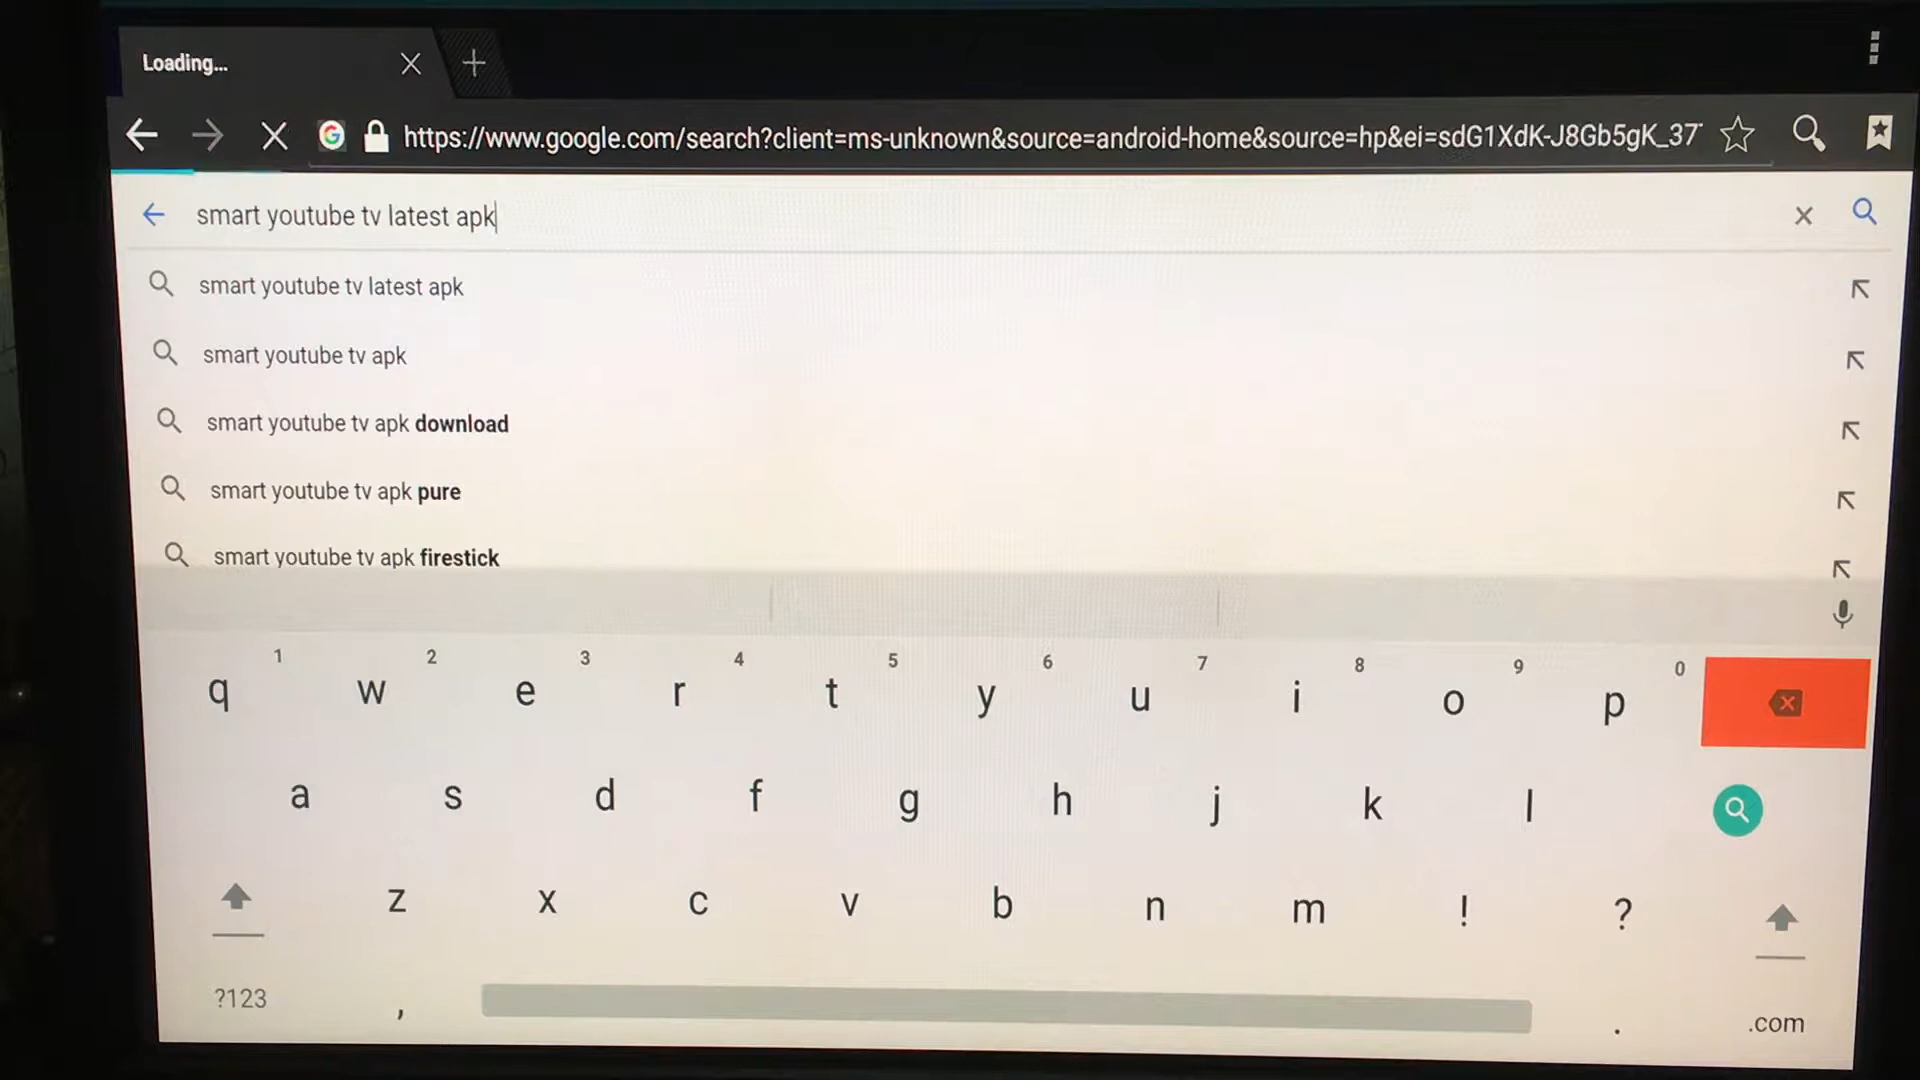 Loading...
https://www.google.com/search?client=ms-unknown&source=android-home&source=hp&ei=sdG1XdK-J8Gb5gK_37
smart youtube tv latest apk
smart youtube tv latest apk
smart youtube tv apk
smart youtube tv apk download
smart youtube tv apk pure
smart youtube tv apk firestick
1 2 3 4 5 6 7 8 9 0
q w e r t y u i o p
a s d f g h j k l
z x c v b n m ! ?
?123 , . .com